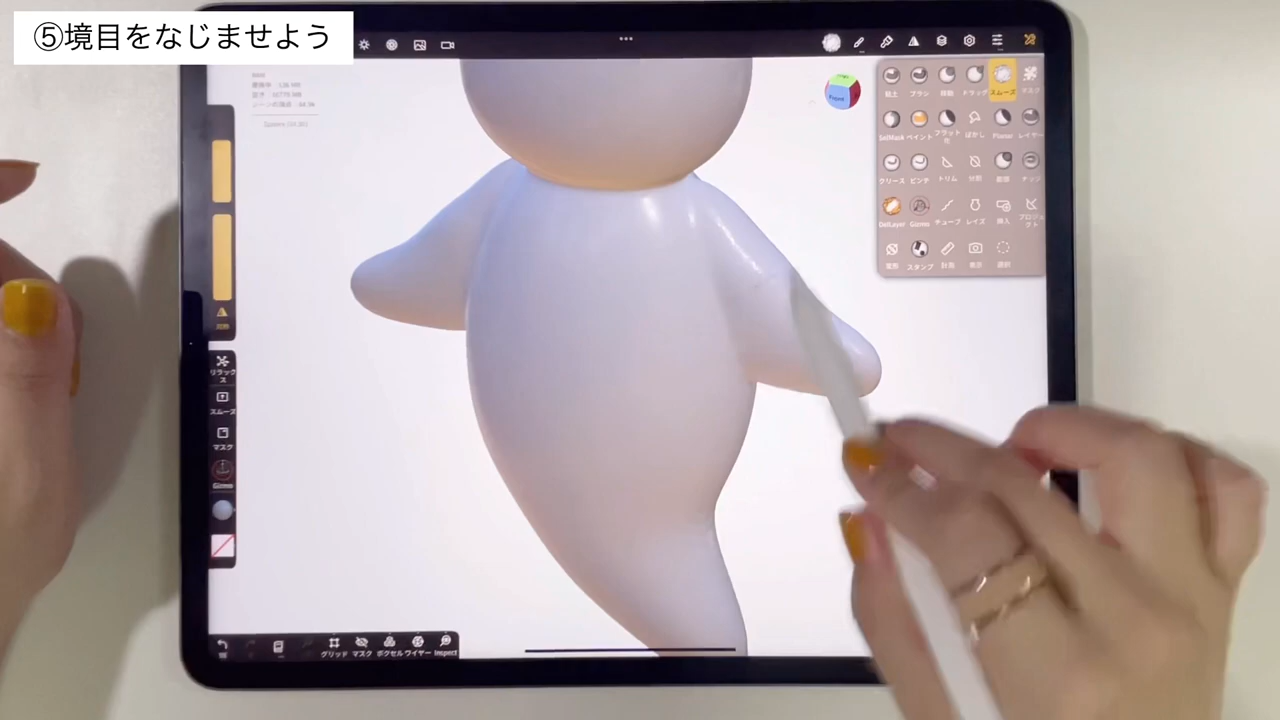 ⑤境目をなじませよう
粘土 ブラシ 移動 ドラッグ スムーズ マスク
SelMask ペイント フラット化 ぼかし Planar レイヤー
クリース ピンチ トリム 分割 ナッジ
DelLayer Gizmo チューブ レイズ 挿入 プロジェクト
スタンプ 計測 選択
Front
対称
リラックス
スムーズ
マスク
Gizmo
グリッド マスク ボクセル ワイヤー Inspect